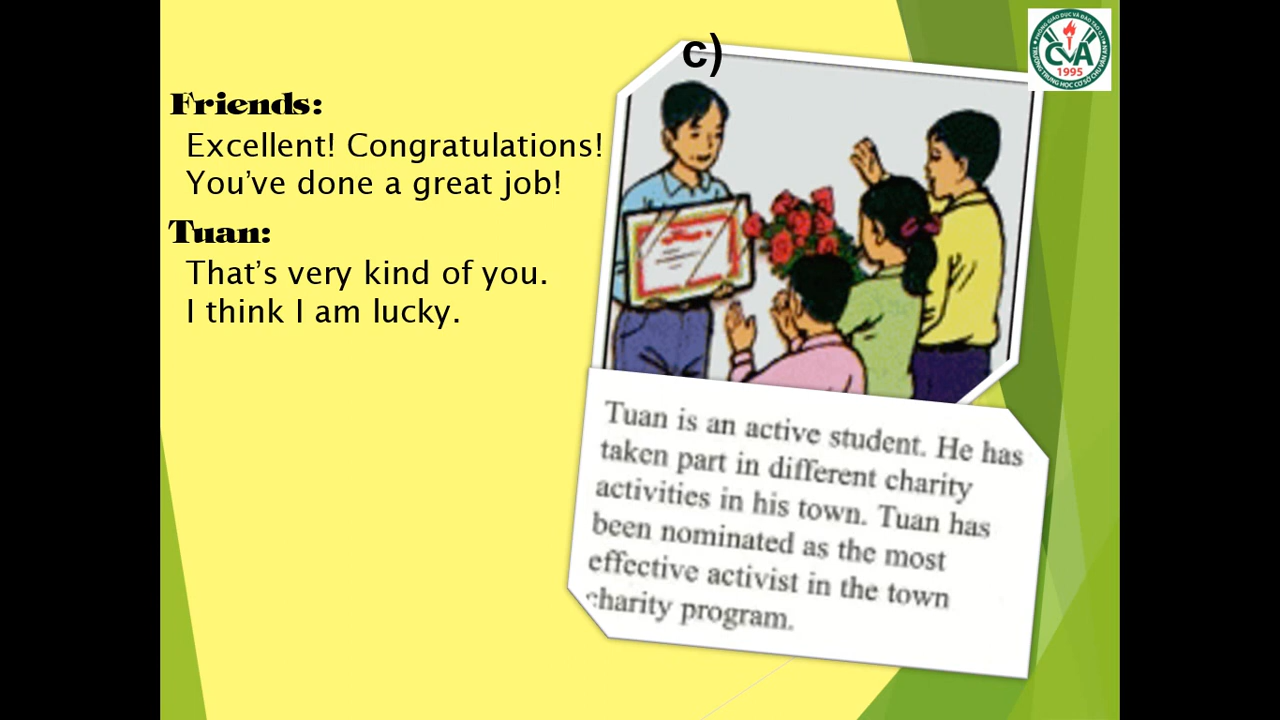 c)
Friends:
Excellent! Congratulations!
You've done a great job!
Tuan:
That's very kind of you.
I think I am lucky.
Tuan is an active student. He has
taken part in different charity
activities in his town. Tuan has
been nominated as the most
effective activist in the town
charity program.
CVA
1995